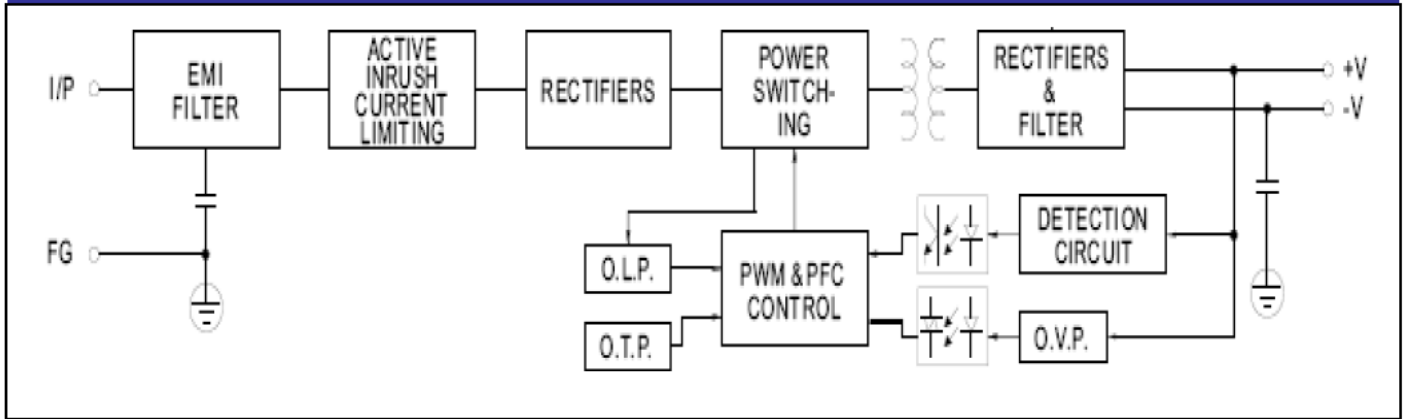 I/P
EMI
FILTER
ACTIVE
INRUSH
CURRENT
LIMITING
RECTIFIERS
POWER
SWITCH-
ING
RECTIFIERS
&
FILTER
+V
-V
FG
O.L.P.
O.T.P.
PWM & PFC
CONTROL
DETECTION
CIRCUIT
O.V.P.